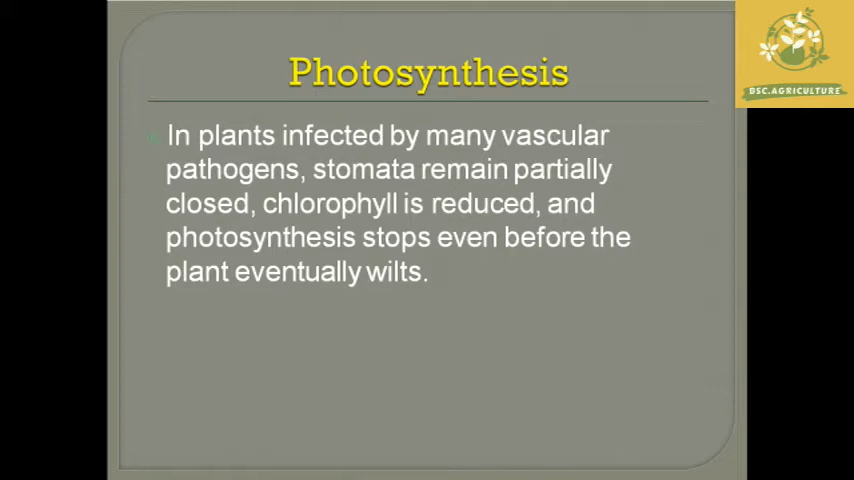 Photosynthesis
BSC.AGRICULTURE
In plants infected by many vascular
pathogens, stomata remain partially
closed, chlorophyll is reduced, and
photosynthesis stops even before the
plant eventually wilts.